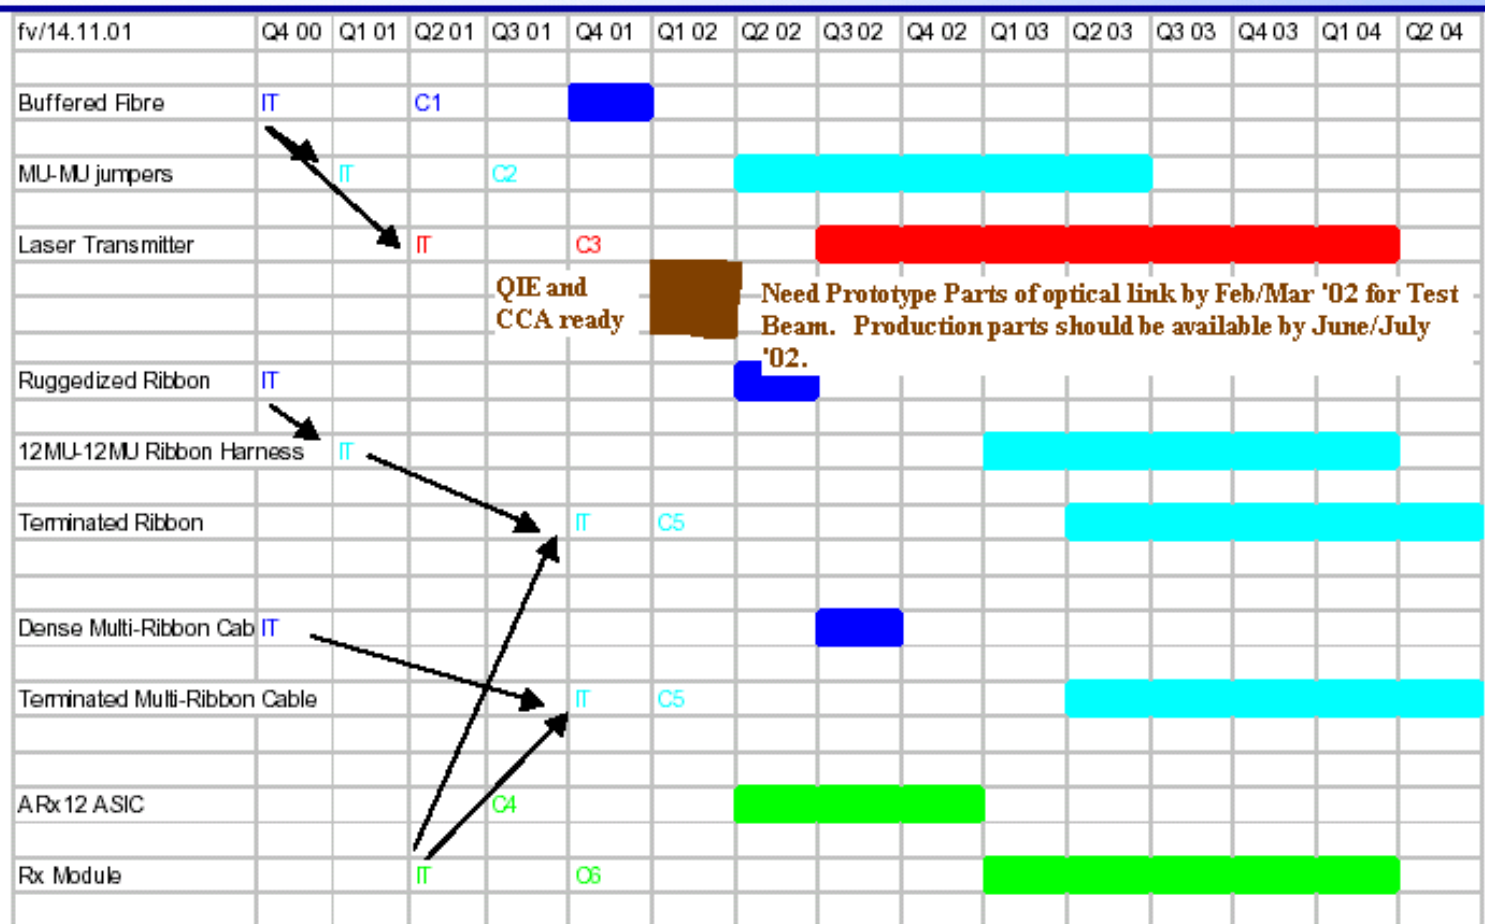 fv/14.11.01 Q4 00 Q1 01 Q2 01 Q3 01 Q4 01 Q1 02 Q2 02 Q3 02 Q4 02 Q1 03 Q2 03 Q3 03 Q4 03 Q1 04 Q2 04
Buffered Fibre IT C1
MU-MU jumpers IT C2
Laser Transmitter IT C3
QIE and
CCA ready
Need Prototype Parts of optical link by Feb/Mar '02 for Test
Beam. Production parts should be available by June/July
'02.
Ruggedized Ribbon IT
12MU-12MU Ribbon Harness IT
Terminated Ribbon IT C5
Dense Multi-Ribbon Cab IT
Terminated Multi-Ribbon Cable IT C5
ARx12 ASIC C4
Rx Module IT O6